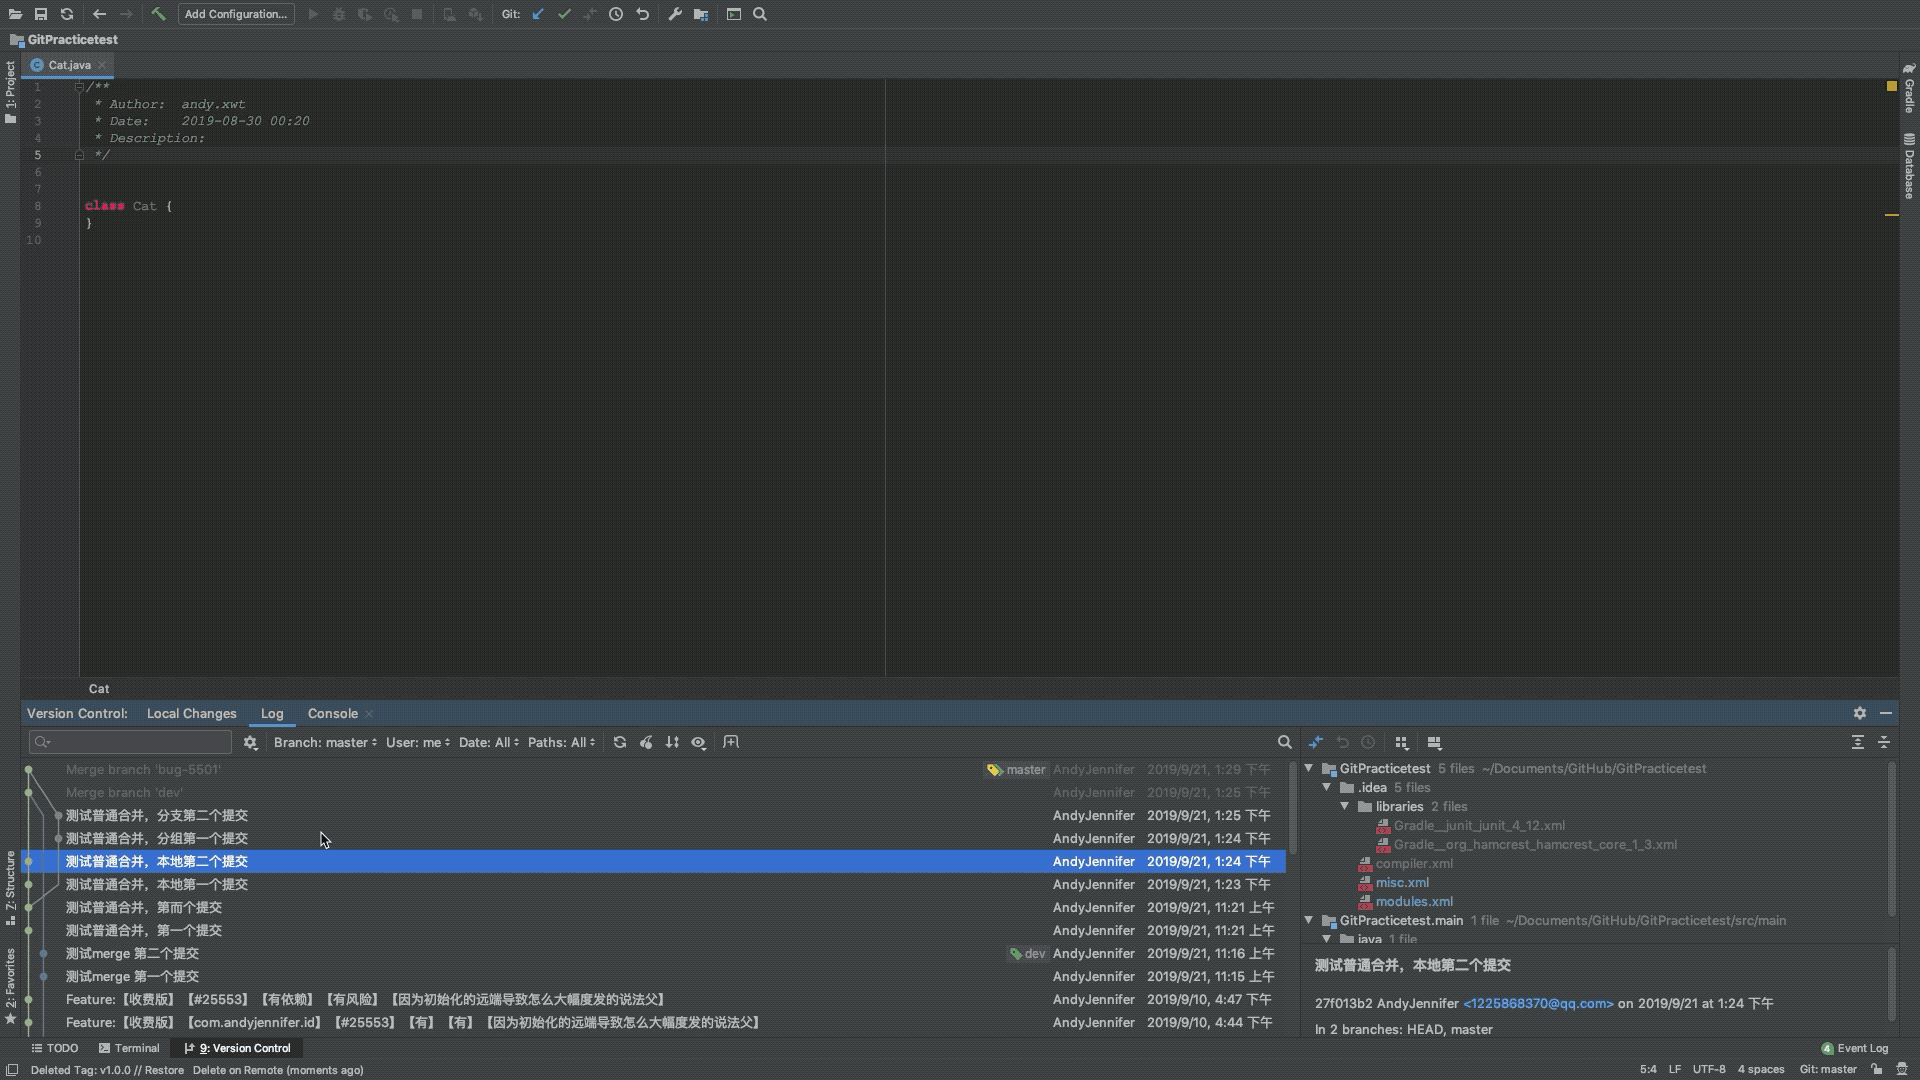 Add Configuration...
Git:
GitPracticetest
Cat.java
1: Project
1 /**
2 * Author: andy.xwt
3 * Date: 2019-08-30 00:20
4 * Description:
5 */
6
7
8 class Cat {
9 }
10
Gradle
Database
Cat
Version Control: Local Changes Log Console
Branch: master User: me Date: All Paths: All
Merge branch 'bug-5501' master AndyJennifer 2019/9/21, 1:29 下午
Merge branch 'dev' AndyJennifer 2019/9/21, 1:25 下午
测试普通合并，分支第二个提交 AndyJennifer 2019/9/21, 1:25 下午
测试普通合并，分组第一个提交 AndyJennifer 2019/9/21, 1:24 下午
测试普通合并，本地第二个提交 AndyJennifer 2019/9/21, 1:24 下午
测试普通合并，本地第一个提交 AndyJennifer 2019/9/21, 1:23 下午
测试普通合并，第而个提交 AndyJennifer 2019/9/21, 11:21 上午
测试普通合并，第一个提交 AndyJennifer 2019/9/21, 11:21 上午
测试merge 第二个提交 dev AndyJennifer 2019/9/21, 11:16 上午
测试merge 第一个提交 AndyJennifer 2019/9/21, 11:15 上午
Feature:【收费版】【#25553】【有依赖】【有风险】【因为初始化的远端导致怎么大幅度发的说法父】 AndyJennifer 2019/9/10, 4:47 下午
Feature:【收费版】【com.andyjennifer.id】【#25553】【有】【有】【因为初始化的远端导致怎么大幅度发的说法父】 AndyJennifer 2019/9/10, 4:44 下午
GitPracticetest 5 files ~/Documents/GitHub/GitPracticetest
.idea 5 files
libraries 2 files
Gradle__junit_junit_4_12.xml
Gradle__org_hamcrest_hamcrest_core_1_3.xml
compiler.xml
misc.xml
modules.xml
GitPracticetest.main 1 file ~/Documents/GitHub/GitPracticetest/src/main
java 1 file
测试普通合并，本地第二个提交
27f013b2 AndyJennifer <1225868370@qq.com> on 2019/9/21 at 1:24 下午
In 2 branches: HEAD, master
7: Structure
2: Favorites
TODO Terminal 9: Version Control 4 Event Log
Deleted Tag: v1.0.0 // Restore Delete on Remote (moments ago) 5:4 LF UTF-8 4 spaces Git: master